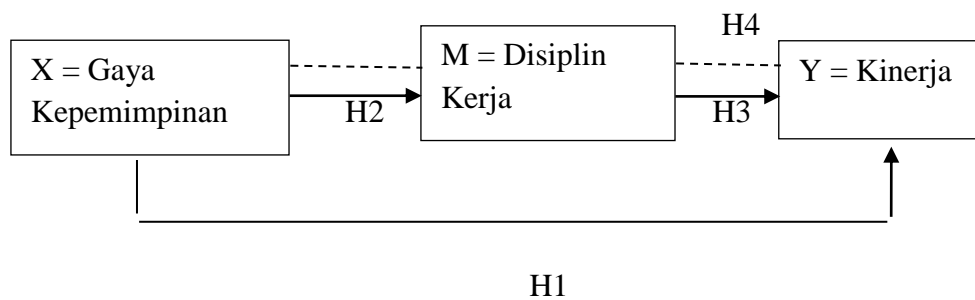 H4
X = Gaya
Kepemimpinan
M = Disiplin
Kerja
Y = Kinerja
H2
H3
H1